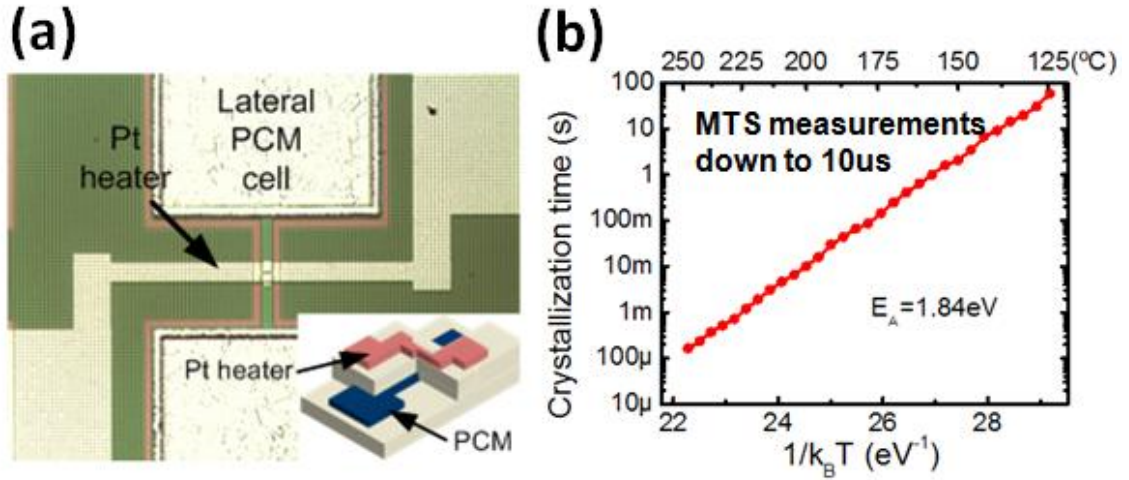 (a)
Pt
heater
Lateral
PCM
cell
Pt heater
PCM
(b)
250 225 200 175 150 125(ºC)
MTS measurements
down to 10us
Crystallization time (s)
100
10
1
100m
10m
1m
100µ
10µ
E_A=1.84eV
22 24 26 28
1/k_BT (eV⁻¹)